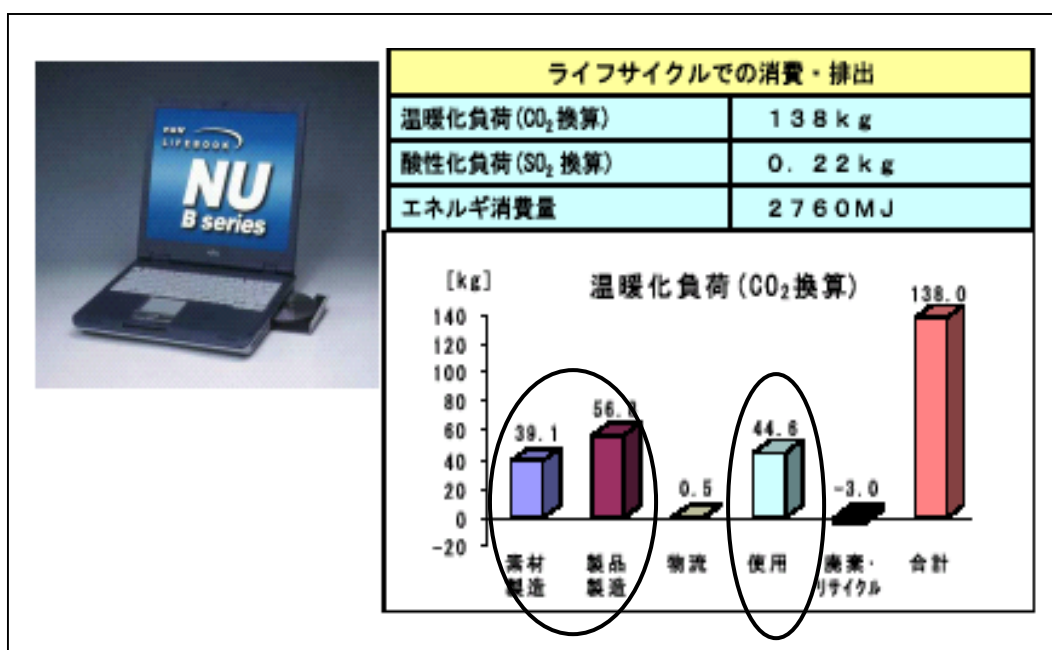 FMV
LIFEBOOK
NU
B series
ライフサイクルでの消費・排出
温暖化負荷(CO₂換算) 138kg
酸性化負荷(SO₂換算) 0.22kg
エネルギ消費量 2760MJ
[kg] 温暖化負荷(CO₂換算)
140
120
100
80
60
40
20
0
-20
39.1
0.5
44.6
-3.0
138.0
素材製造
製品製造
物流
使用
廃棄・リサイクル
合計